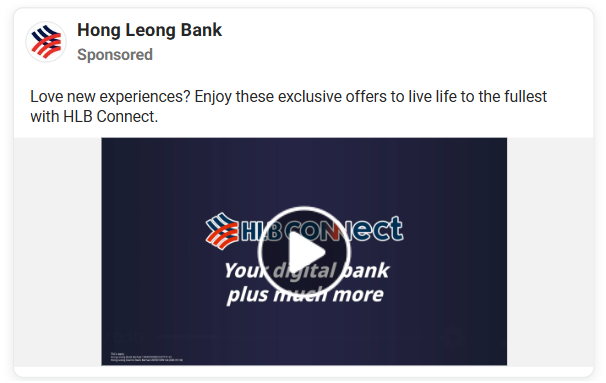 Hong Leong Bank
Sponsored
Love new experiences? Enjoy these exclusive offers to live life to the fullest
with HLB Connect.
HLB CONNECT
Your digital bank
plus much more